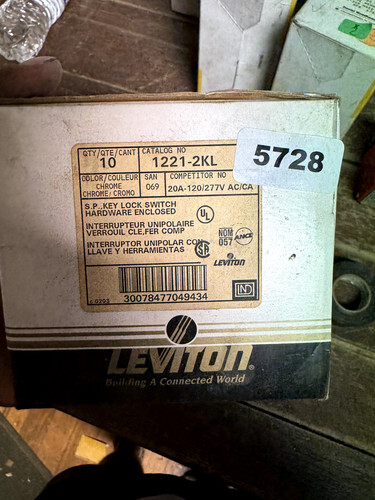 QTY/QTE/CANT
10
CATALOG NO
1221-2KL
5728
COLOR/COULEUR
CHROME
CHROME/CROMO
SAN
069
COMPETITOR NO
20A-120/277V AC/CA
S.P.,KEY LOCK SWITCH
HARDWARE ENCLOSED
INTERRUPTEUR UNIPOLAIRE
VERROUIL CLE,FER COMP
INTERRUPTOR UNIPOLAR CON
LLAVE Y HERRAMIENTAS
UL
NOM
057
ANCE
LEVITON
30078477049434
IND
LEVITON®
Building A Connected World